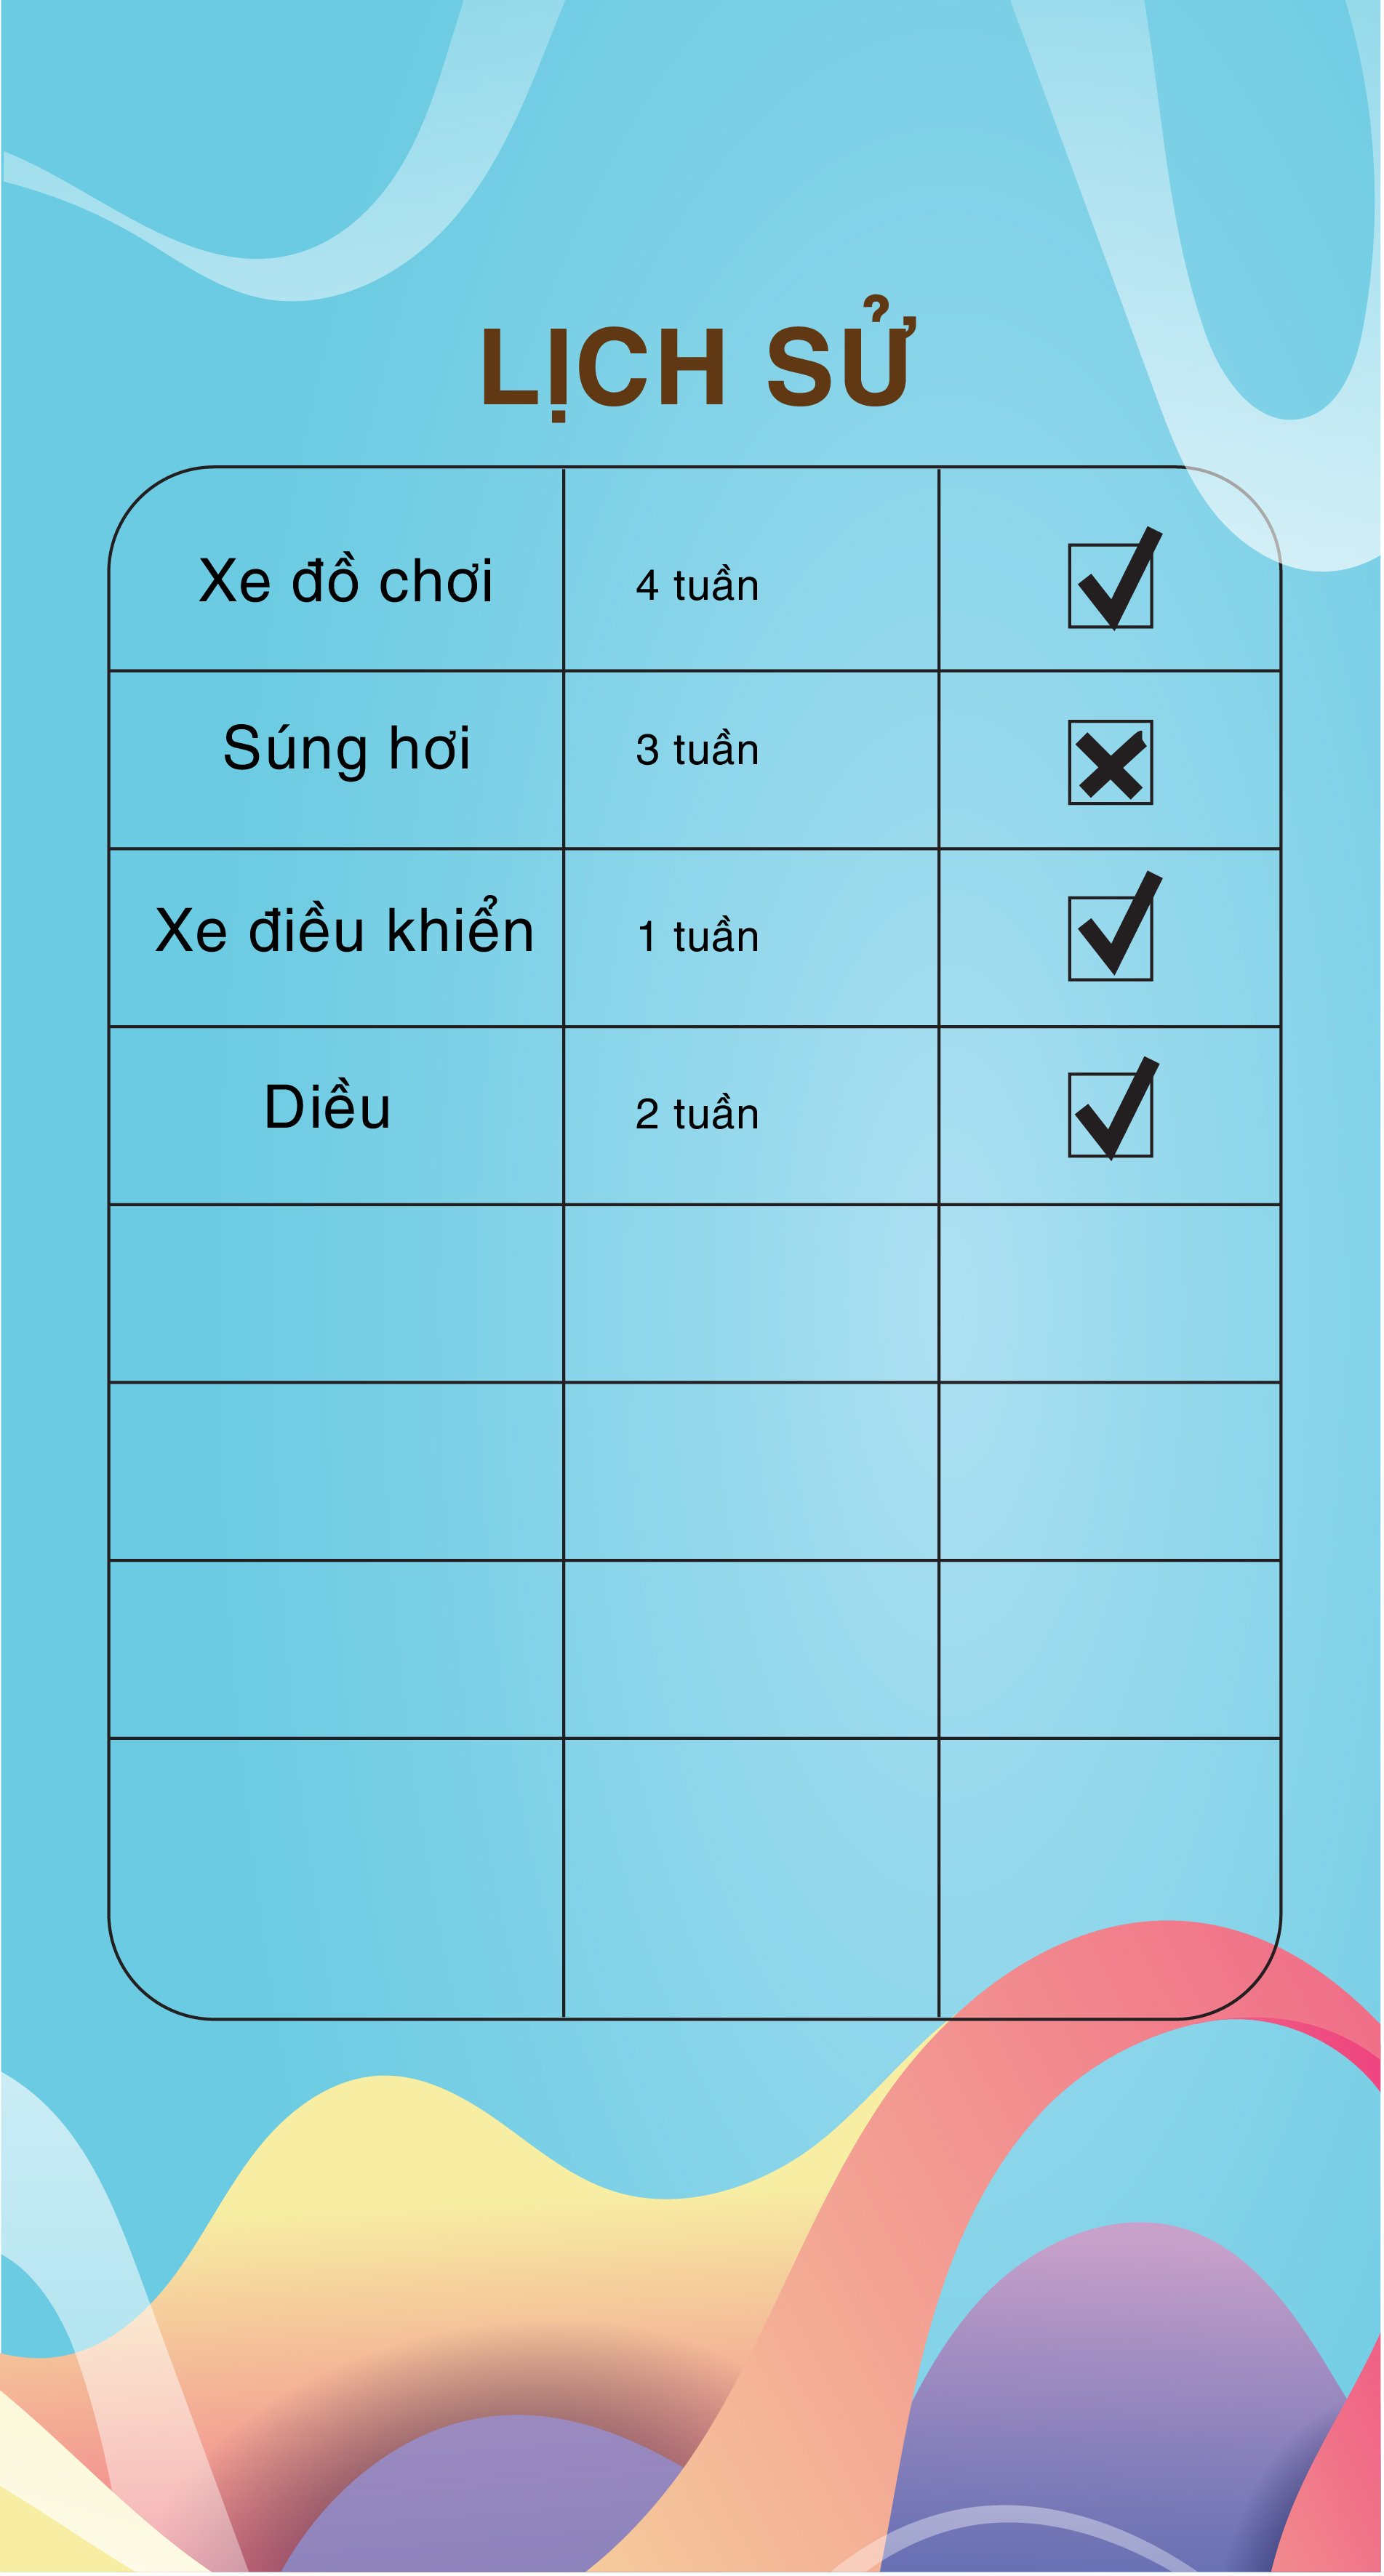 LỊCH SỬ
Xe đồ chơi 4 tuần
Súng hơi 3 tuần
Xe điều khiển 1 tuần
Diều 2 tuần